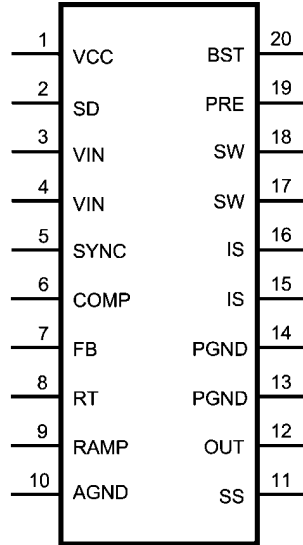 1 VCC BST 20
2 SD PRE 19
3 VIN SW 18
4 VIN SW 17
5 SYNC IS 16
6 COMP IS 15
7 FB PGND 14
8 RT PGND 13
9 RAMP OUT 12
10 AGND SS 11